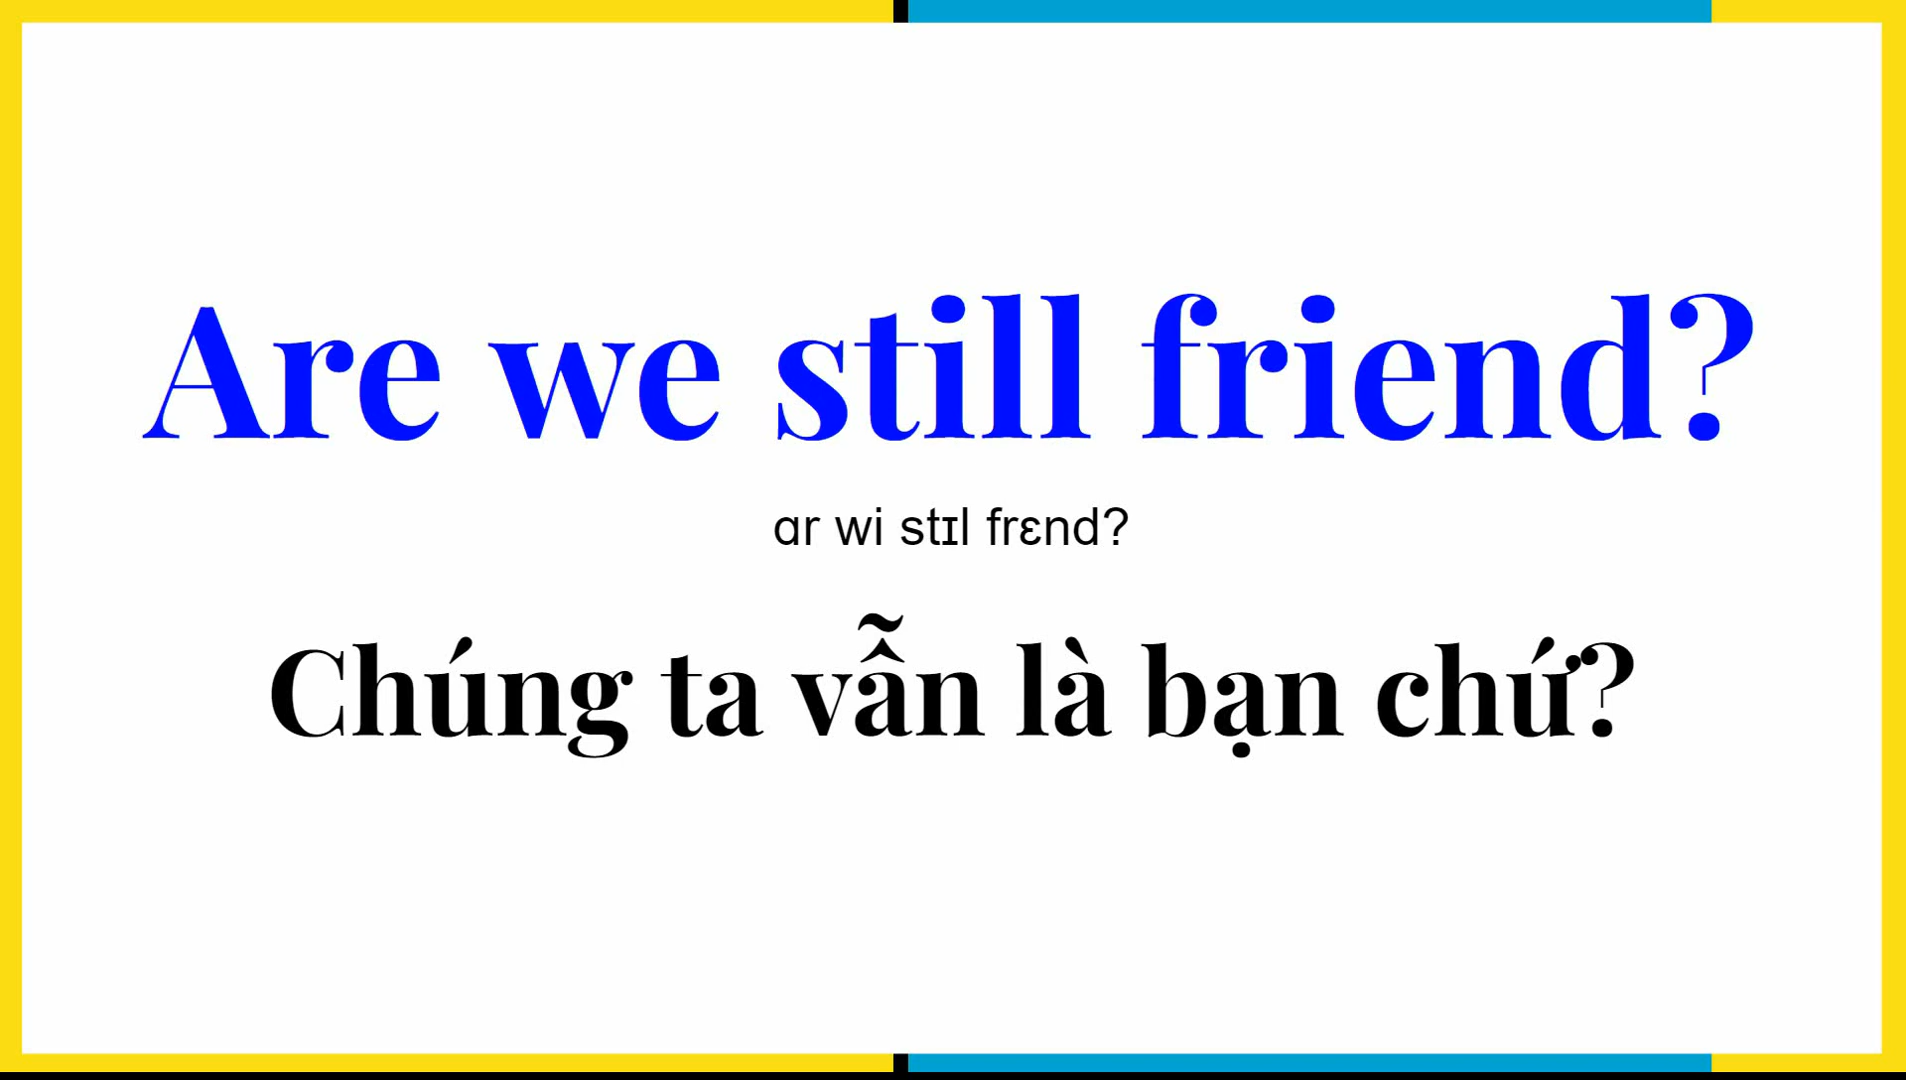 Are we still friend?
ɑr wi stɪl frɛnd?
Chúng ta vẫn là bạn chứ?